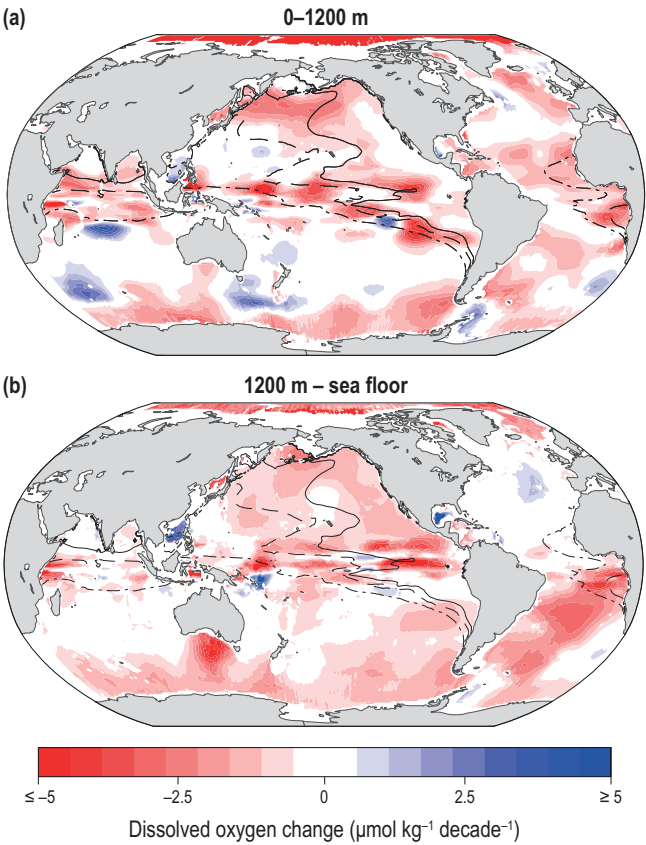 (a)
0–1200 m
(b)
1200 m – sea floor
≤ –5
–2.5
0
2.5
≥ 5
Dissolved oxygen change (μmol kg⁻¹ decade⁻¹)